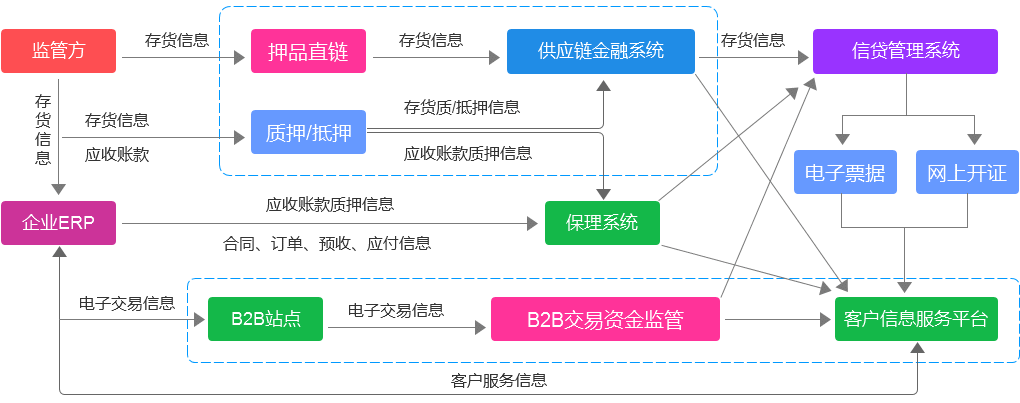 监管方
存货信息
押品直链
存货信息
供应链金融系统
存货信息
信贷管理系统
存货信息
存货信息
应收账款
质押/抵押
存货质/抵押信息
应收账款质押信息
电子票据
网上开证
企业ERP
应收账款质押信息
合同、订单、预收、应付信息
保理系统
电子交易信息
B2B站点
电子交易信息
B2B交易资金监管
客户信息服务平台
客户服务信息